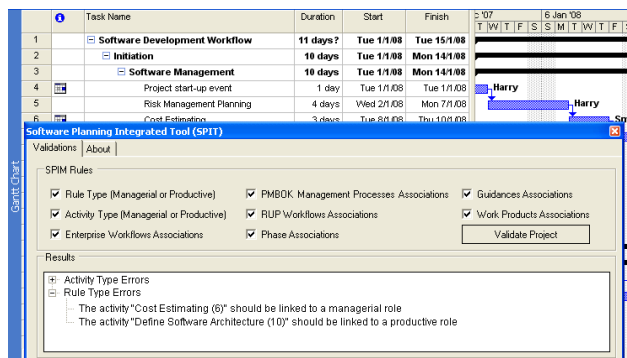 Task Name Duration Start Finish c '07 6 Jan '08
T W T F S S M T W T F
1 Software Development Workflow 11 days? Tue 1/1/08 Tue 15/1/08
2 Initiation 10 days Tue 1/1/08 Mon 14/1/08
3 Software Management 10 days Tue 1/1/08 Mon 14/1/08
4 Project start-up event 1 day Tue 1/1/08 Tue 1/1/08 Harry
5 Risk Management Planning 4 days Wed 2/1/08 Mon 7/1/08 Harry
6 Cost Estimating 3 days Tue 8/1/08 Thu 10/1/08
Software Planning Integrated Tool (SPIT)
Validations About
Gantt Chart
SPIM Rules
Rule Type (Managerial or Productive) PMBOK Management Processes Associations Guidances Associations
Activity Type (Managerial or Productive) RUP Workflows Associations Work Products Associations
Enterprise Workflows Associations Phase Associations Validate Project
Results
Activity Type Errors
Rule Type Errors
The activity "Cost Estimating (6)" should be linked to a managerial role
The activity "Define Software Architecture (10)" should be linked to a productive role